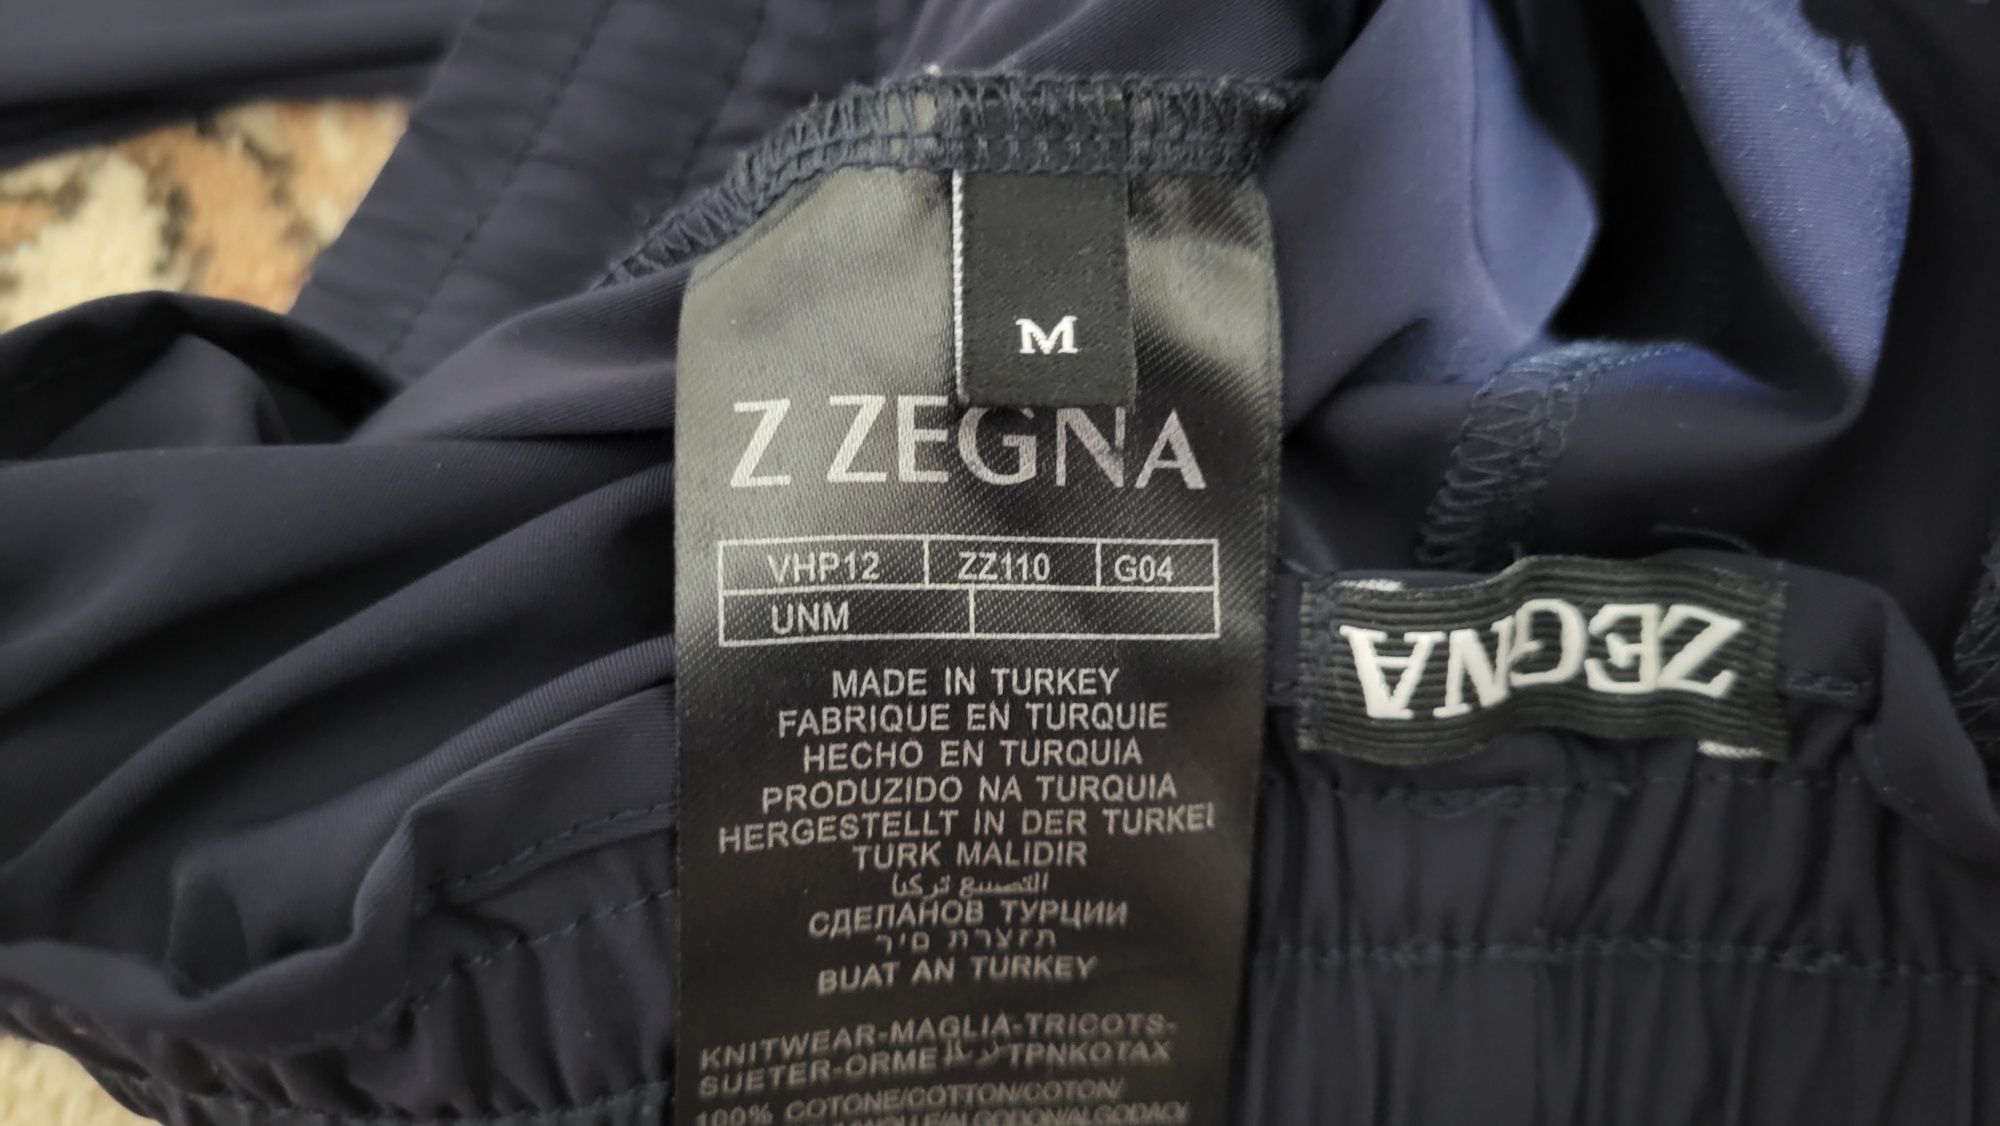 M
Z ZEGNA
VHP12 ZZ110 G04
UNM
ZEGNA
MADE IN TURKEY
FABRIQUE EN TURQUIE
HECHO EN TURQUIA
PRODUZIDO NA TURQUIA
HERGESTELLT IN DER TURKEI
TURK MALIDIR
التصنيع تركيا
СДЕЛАНОВ ТУРЦИИ
BUAT AN TURKEY
KNITWEAR-MAGLIA-TRICOTS-
SUETER-ORME ТРNКОТАХ
100% COTONE/COTTON/COTON/